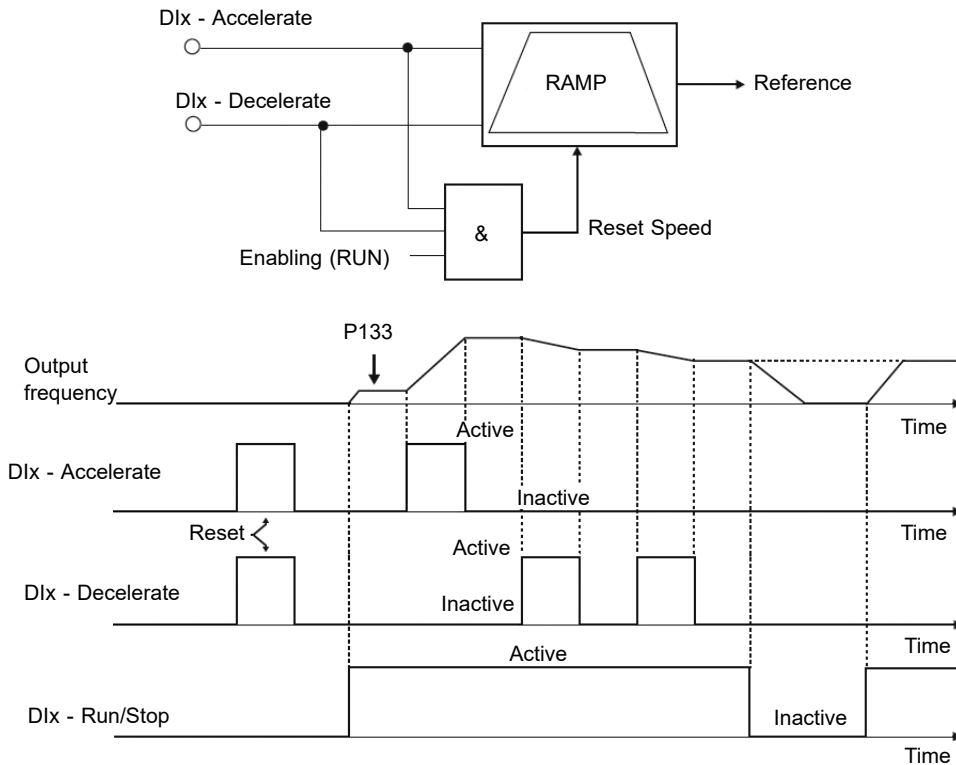 DIx - Accelerate
DIx - Decelerate
RAMP
Reference
&
Reset Speed
Enabling (RUN)
P133
Output
frequency
Time
Active
DIx - Accelerate
Inactive
Time
Reset
Active
DIx - Decelerate
Inactive
Time
Active
DIx - Run/Stop
Inactive
Time